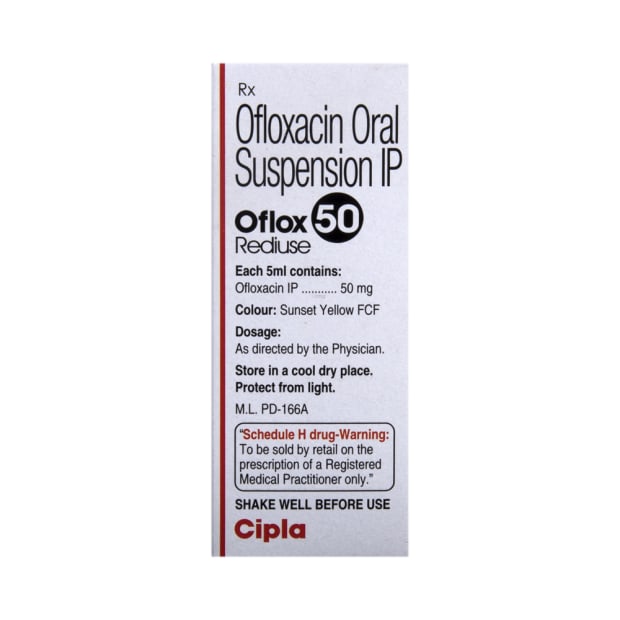 Rx
Ofloxacin Oral
Suspension IP
Oflox 50
Rediuse
Each 5ml contains:
Ofloxacin IP ........... 50 mg
Colour: Sunset Yellow FCF
Dosage:
As directed by the Physician.
Store in a cool dry place.
Protect from light.
M.L. PD-166A
"Schedule H drug-Warning:
To be sold by retail on the
prescription of a Registered
Medical Practitioner only."
SHAKE WELL BEFORE USE
Cipla